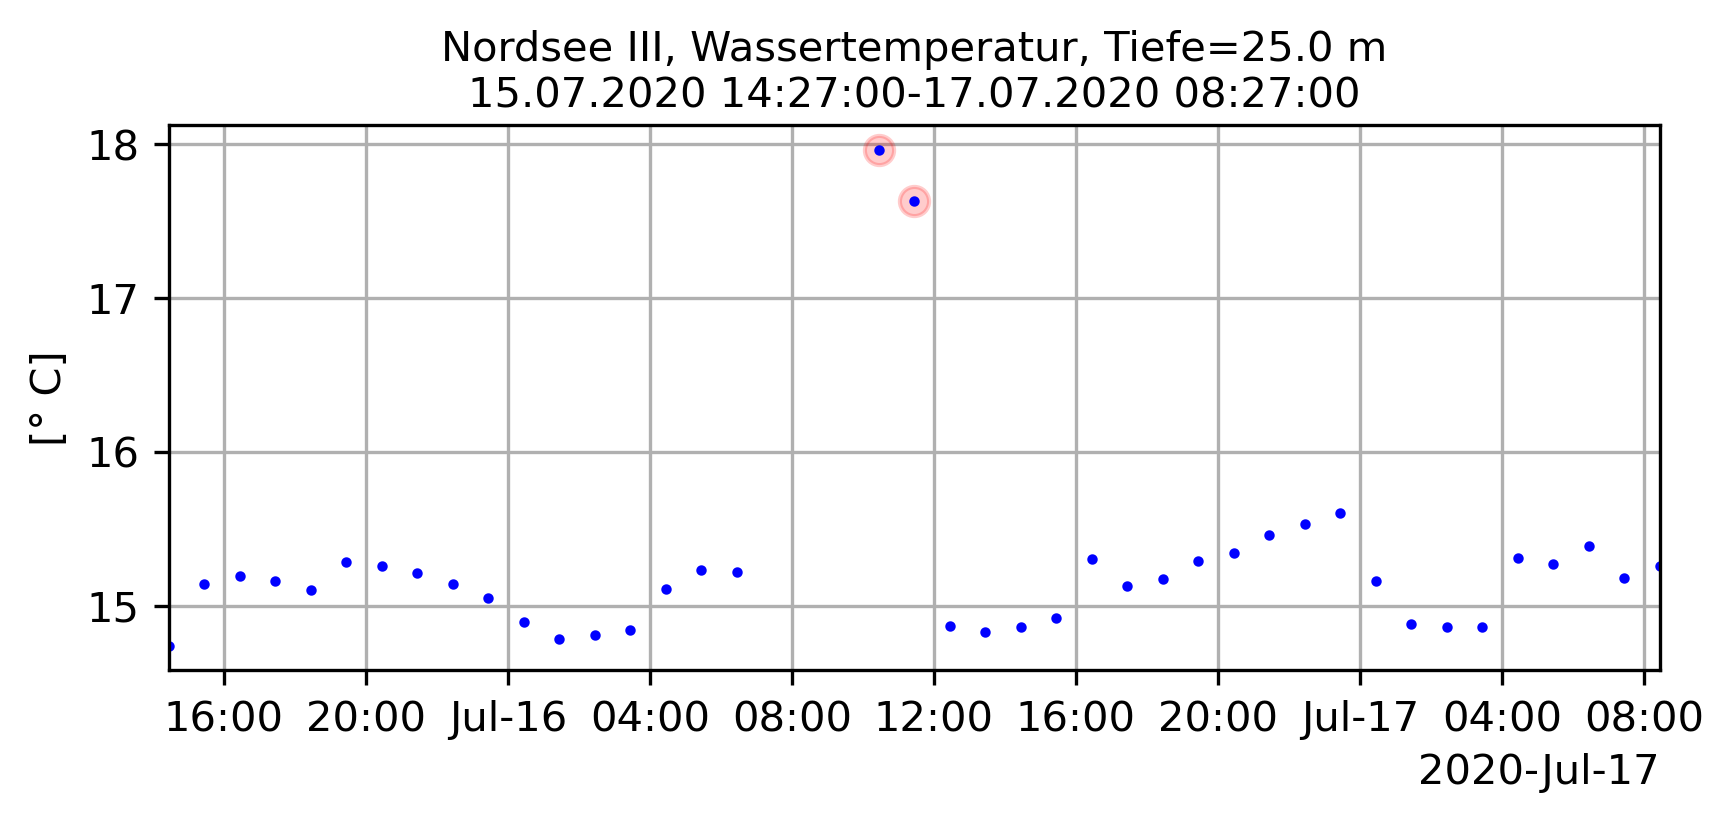 Nordsee III, Wassertemperatur, Tiefe=25.0 m
15.07.2020 14:27:00-17.07.2020 08:27:00
18
17
16
15
[° C]
16:00 20:00 Jul-16 04:00 08:00 12:00 16:00 20:00 Jul-17 04:00 08:00
2020-Jul-17